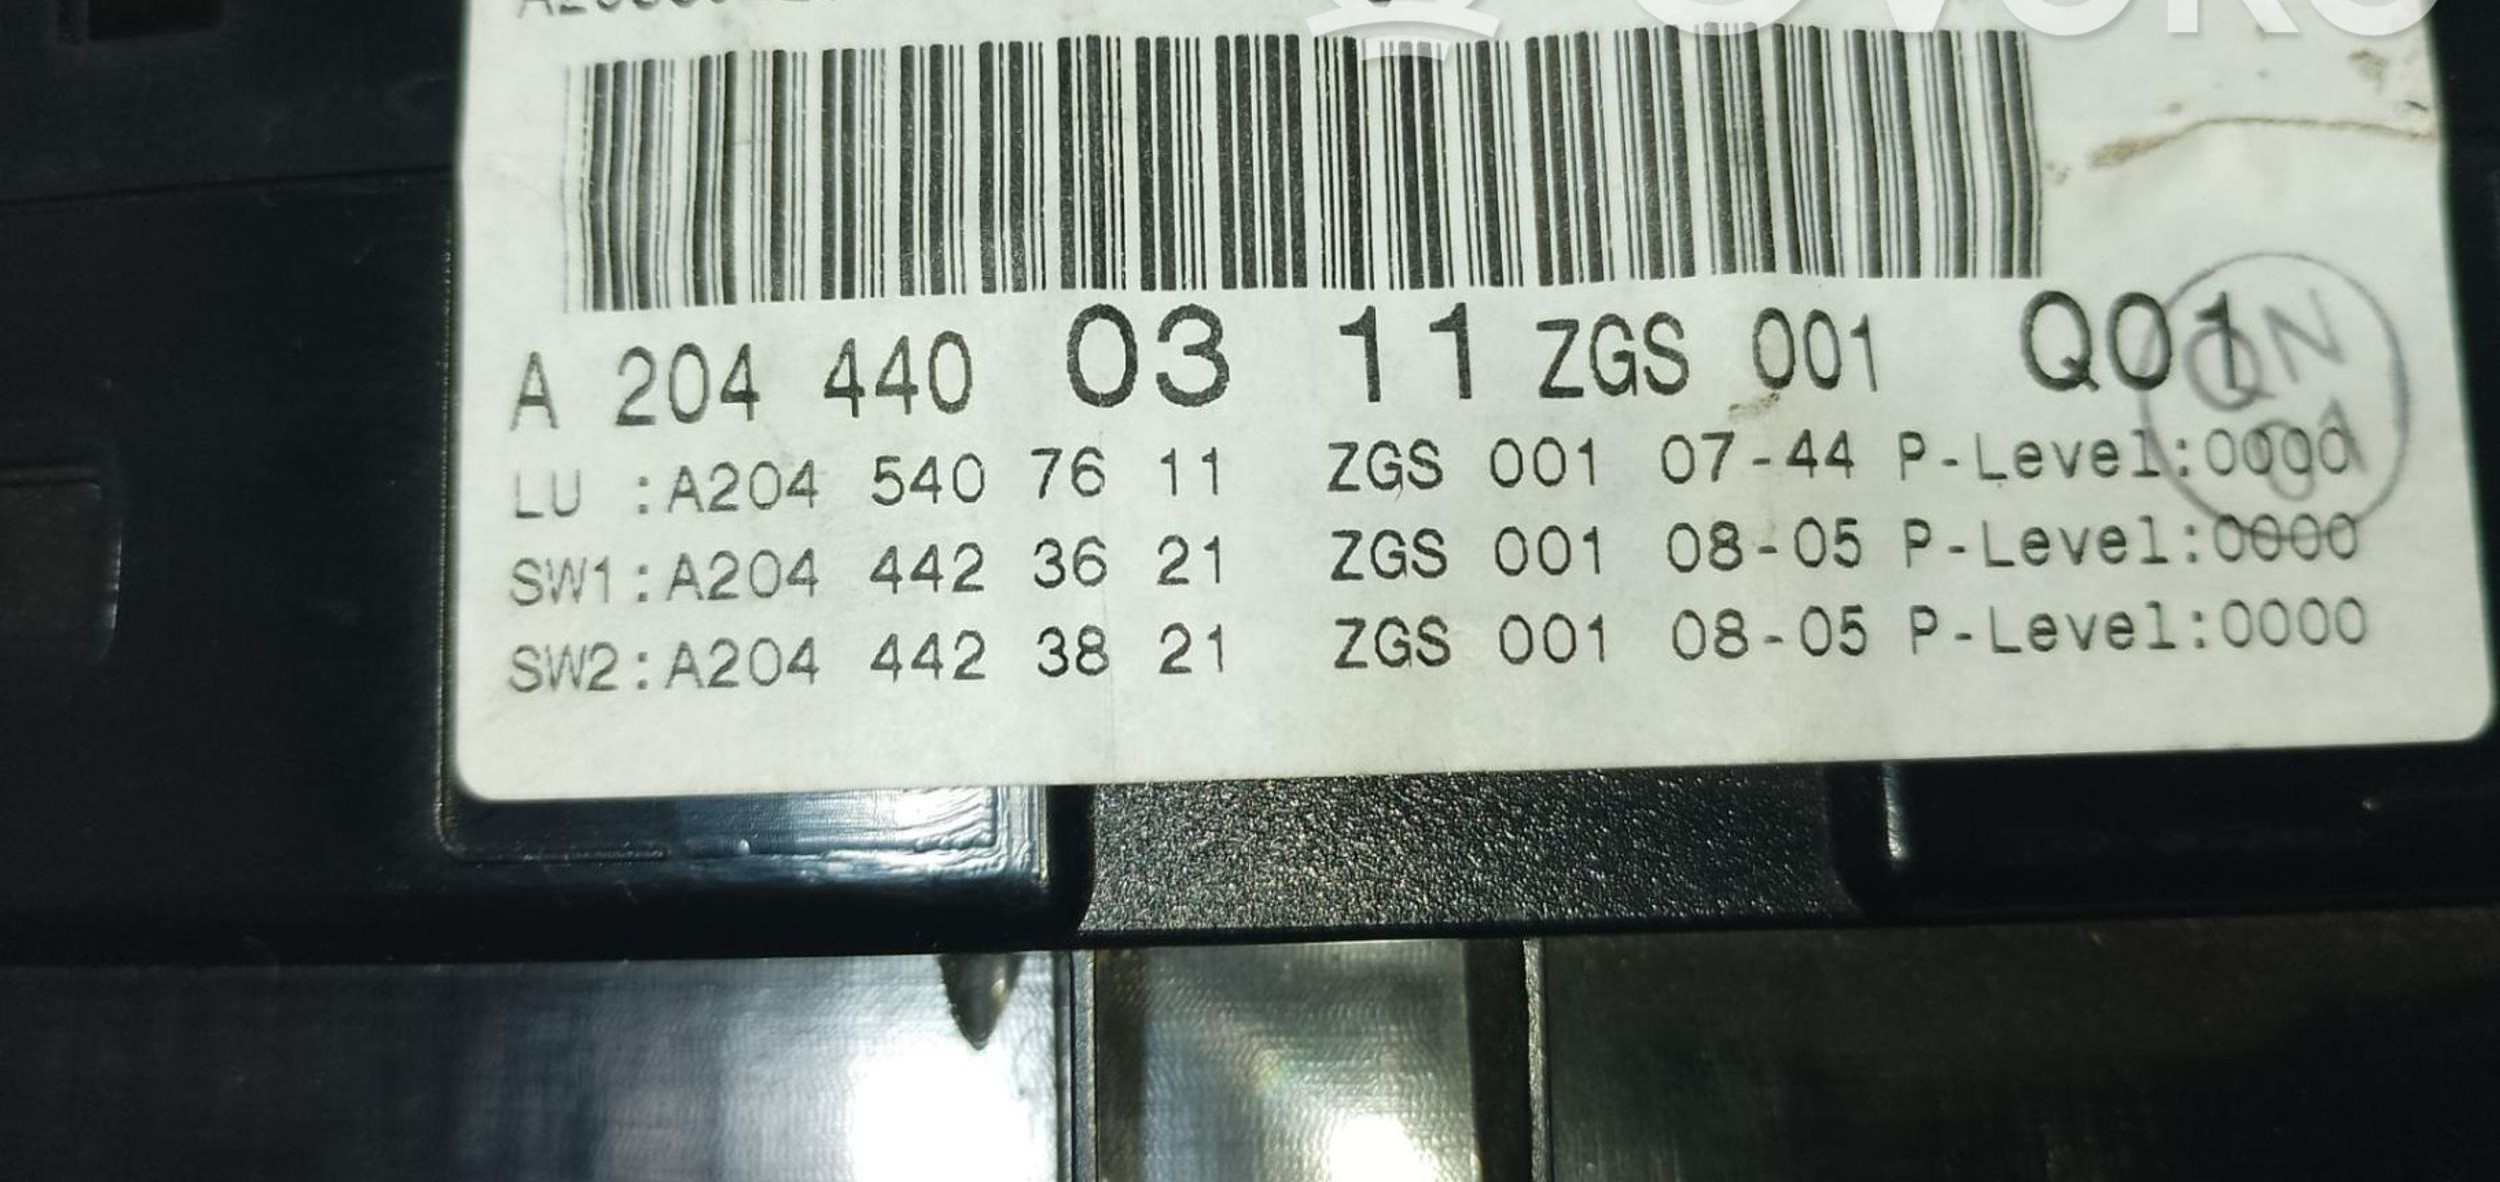 A 204 440 03 11 ZGS 001 Q01
QN
LU :A204 540 76 11 ZGS 001 07-44 P-Level:0000
SW1:A204 442 36 21 ZGS 001 08-05 P-Level:0000
SW2:A204 442 38 21 ZGS 001 08-05 P-Level:0000